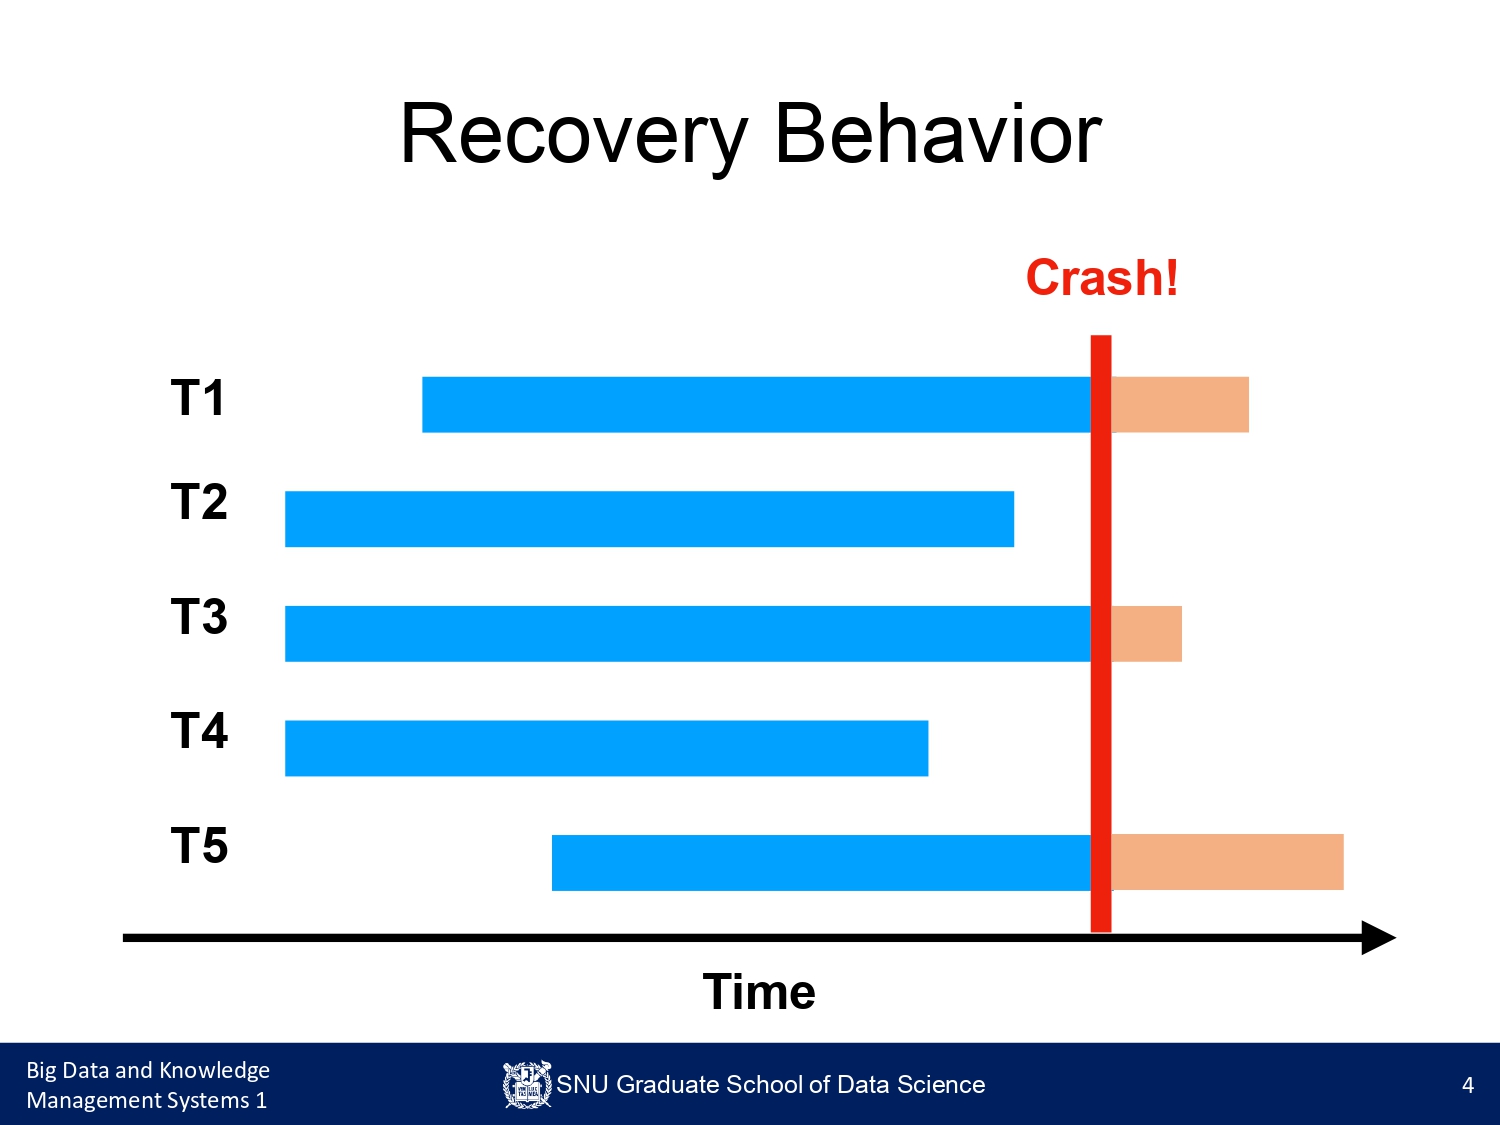 Recovery Behavior
Crash!
T1
T2
T3
T4
T5
Time
Big Data and Knowledge
Management Systems 1
SNU Graduate School of Data Science
4